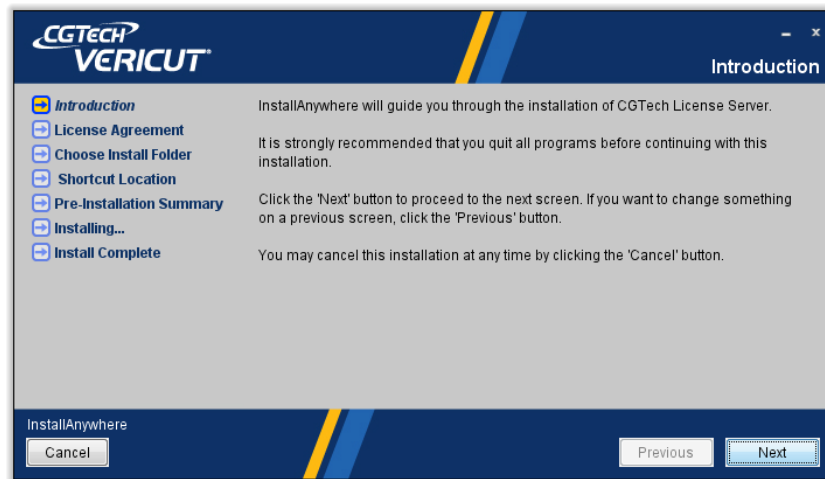 CGTECH
VERICUT
Introduction
Introduction
License Agreement
Choose Install Folder
Shortcut Location
Pre-Installation Summary
Installing...
Install Complete
InstallAnywhere will guide you through the installation of CGTech License Server.
It is strongly recommended that you quit all programs before continuing with this
installation.
Click the 'Next' button to proceed to the next screen. If you want to change something
on a previous screen, click the 'Previous' button.
You may cancel this installation at any time by clicking the 'Cancel' button.
InstallAnywhere
Cancel
Previous
Next